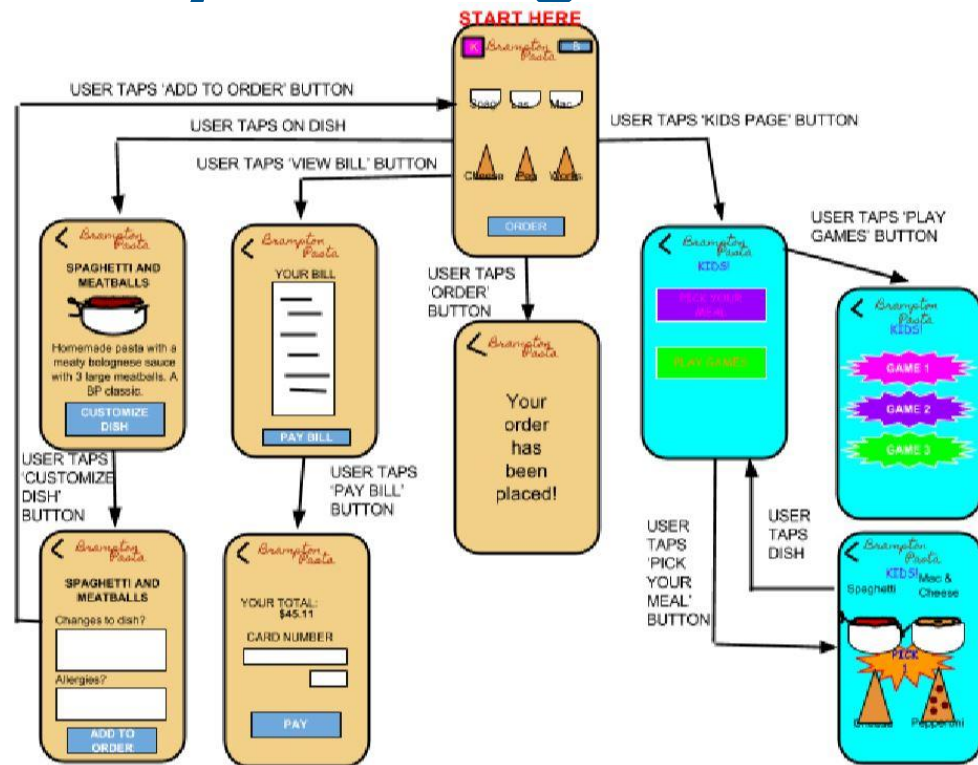 START HERE
K
Brampton
Pasta
$
Spag
Las
Mac
Cheese
Pep
Works
ORDER
USER TAPS 'ADD TO ORDER' BUTTON
USER TAPS ON DISH
USER TAPS 'VIEW BILL' BUTTON
USER TAPS 'KIDS PAGE' BUTTON
USER TAPS
'ORDER'
BUTTON
USER TAPS 'PLAY
GAMES' BUTTON
Brampton
Pasta
SPAGHETTI AND
MEATBALLS
Homemade pasta with a
meaty bolognese sauce
with 3 large meatballs. A
BP classic.
CUSTOMIZE
DISH
Brampton
Pasta
YOUR BILL
PAY BILL
Brampton
Pasta
Your
order
has
been
placed!
Brampton
Pasta
KIDS!
PICK YOUR
MEAL
PLAY GAMES
Brampton
Pasta
KIDS!
GAME 1
GAME 2
GAME 3
USER TAPS
'CUSTOMIZE
DISH'
BUTTON
USER TAPS
'PAY BILL'
BUTTON
USER
TAPS
'PICK
YOUR
MEAL'
BUTTON
USER
TAPS
DISH
Brampton
Pasta
SPAGHETTI AND
MEATBALLS
Changes to dish?
Allergies?
ADD TO
ORDER
Brampton
Pasta
YOUR TOTAL:
$45.11
CARD NUMBER
PAY
Brampton
Pasta
KIDS!
Spaghetti
Mac &
Cheese
PICK
1
Cheese
Pepperoni